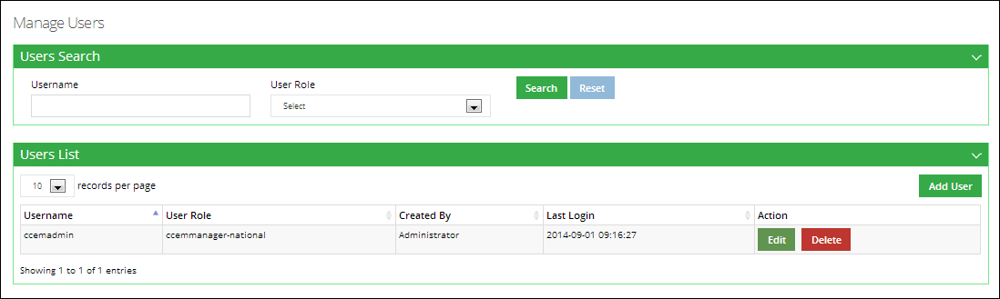 Manage Users
Users Search
Username User Role
Select
Search Reset
Users List
10 records per page
Add User
Username User Role Created By Last Login Action
ccemadmin ccemmanager-national Administrator 2014-09-01 09:16:27 Edit Delete
Showing 1 to 1 of 1 entries